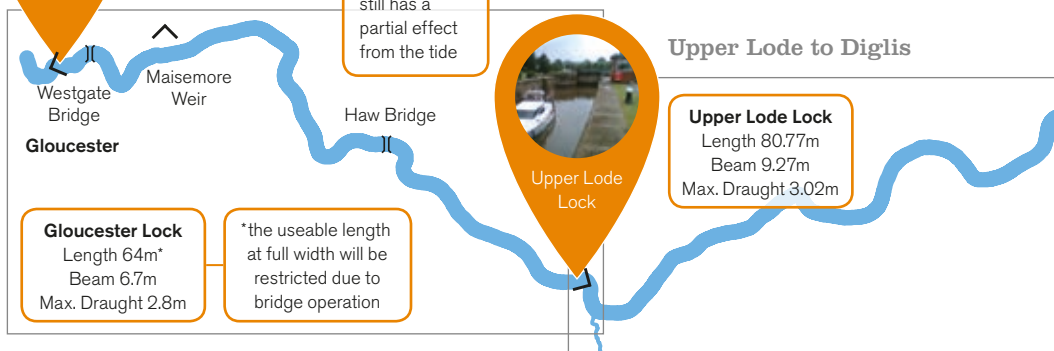 still has a
partial effect
from the tide
Upper Lode to Diglis
Westgate
Bridge
Maisemore
Weir
Gloucester
Haw Bridge
Upper Lode
Lock
Upper Lode Lock
Length 80.77m
Beam 9.27m
Max. Draught 3.02m
Gloucester Lock
Length 64m*
Beam 6.7m
Max. Draught 2.8m
*the useable length
at full width will be
restricted due to
bridge operation